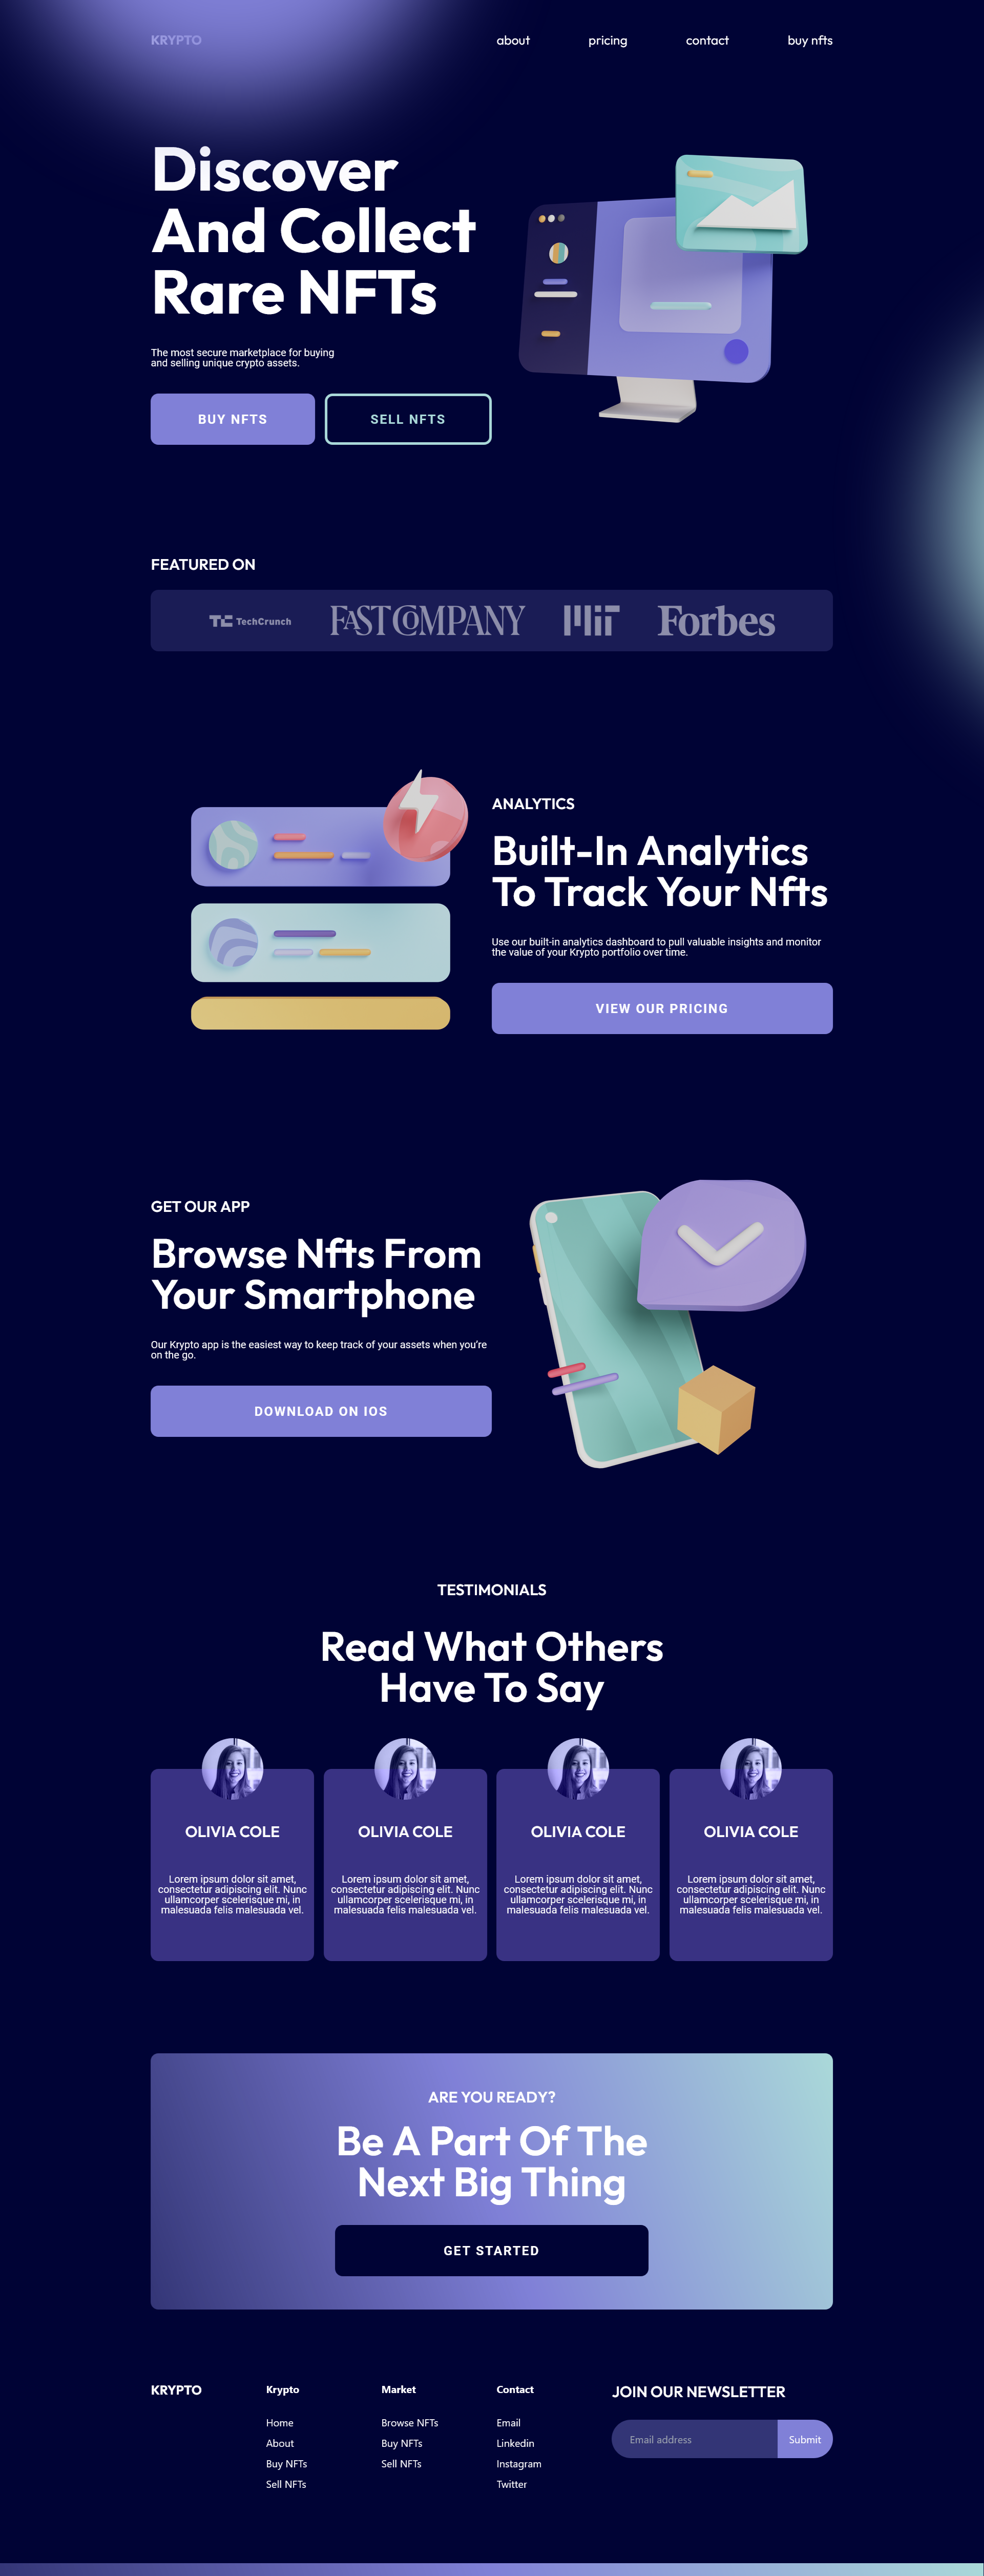 KRYPTO
about
pricing
contact
buy nfts
Discover
And Collect
Rare NFTs
The most secure marketplace for buying
and selling unique crypto assets.
BUY NFTS
SELL NFTS
FEATURED ON
TechCrunch
FAST COMPANY
MIT
Forbes
ANALYTICS
Built-In Analytics
To Track Your Nfts
Use our built-in analytics dashboard to pull valuable insights and monitor
the value of your Krypto portfolio over time.
VIEW OUR PRICING
GET OUR APP
Browse Nfts From
Your Smartphone
Our Krypto app is the easiest way to keep track of your assets when you're
on the go.
DOWNLOAD ON IOS
TESTIMONIALS
Read What Others
Have To Say
OLIVIA COLE
Lorem ipsum dolor sit amet,
consectetur adipiscing elit. Nunc
ullamcorper scelerisque mi, in
malesuada felis malesuada vel.
OLIVIA COLE
Lorem ipsum dolor sit amet,
consectetur adipiscing elit. Nunc
ullamcorper scelerisque mi, in
malesuada felis malesuada vel.
OLIVIA COLE
Lorem ipsum dolor sit amet,
consectetur adipiscing elit. Nunc
ullamcorper scelerisque mi, in
malesuada felis malesuada vel.
OLIVIA COLE
Lorem ipsum dolor sit amet,
consectetur adipiscing elit. Nunc
ullamcorper scelerisque mi, in
malesuada felis malesuada vel.
ARE YOU READY?
Be A Part Of The
Next Big Thing
GET STARTED
KRYPTO
Krypto
Home
About
Buy NFTs
Sell NFTs
Market
Browse NFTs
Buy NFTs
Sell NFTs
Contact
Email
Linkedin
Instagram
Twitter
JOIN OUR NEWSLETTER
Email address
Submit